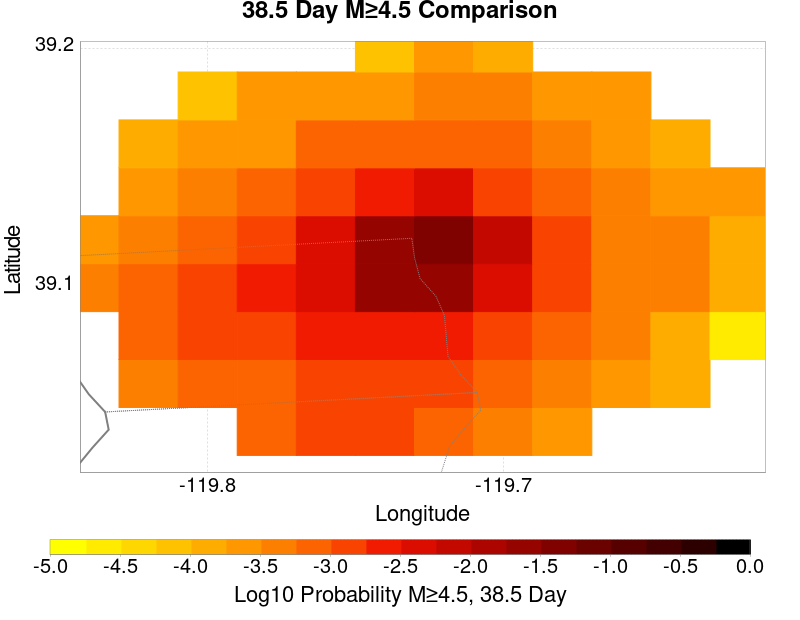 38.5 Day M≥4.5 Comparison
39.2
39.1
Latitude
-119.8 -119.7
Longitude
-5.0 -4.5 -4.0 -3.5 -3.0 -2.5 -2.0 -1.5 -1.0 -0.5 0.0
Log10 Probability M≥4.5, 38.5 Day